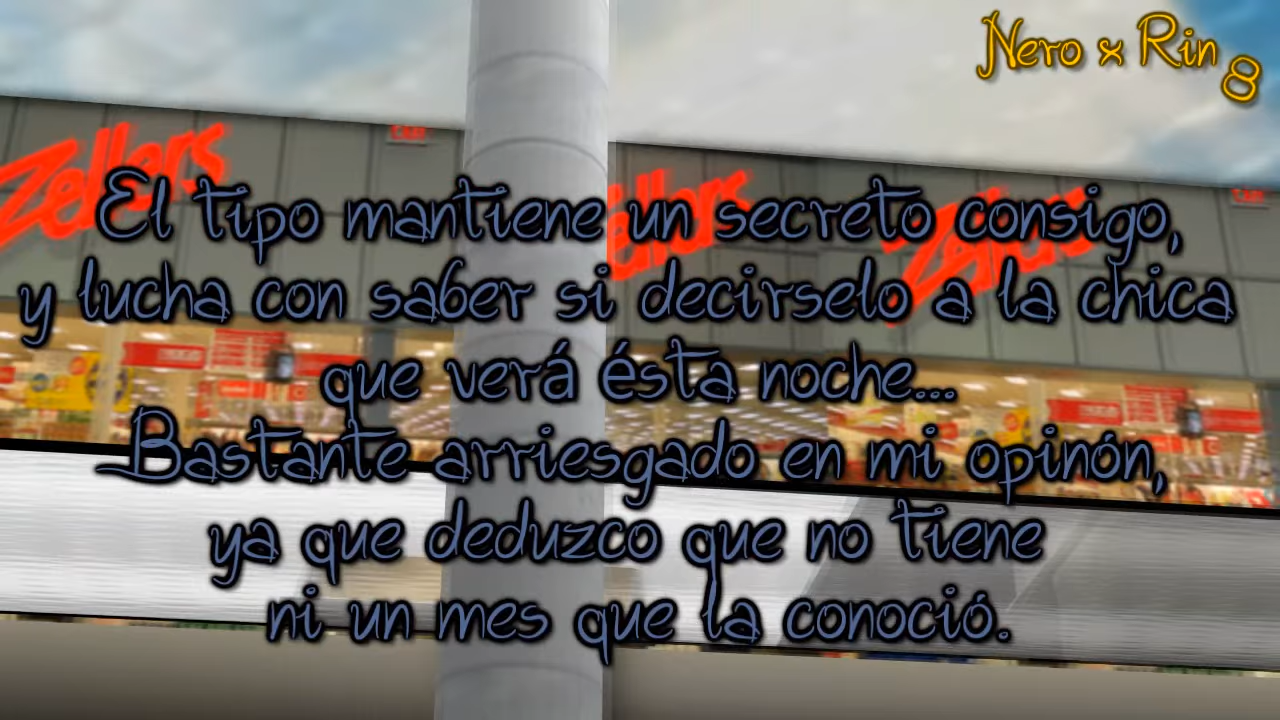 Nero x Rin 8
Zellers
Zellers
Zellers
El tipo mantiene un secreto consigo,
y lucha con saber si decírselo a la chica
que verá ésta noche...
Bastante arriesgado en mi opinón,
ya que deduzco que no tiene
ni un mes que la conoció.